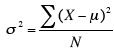 σ² = ∑(X − μ)² / N